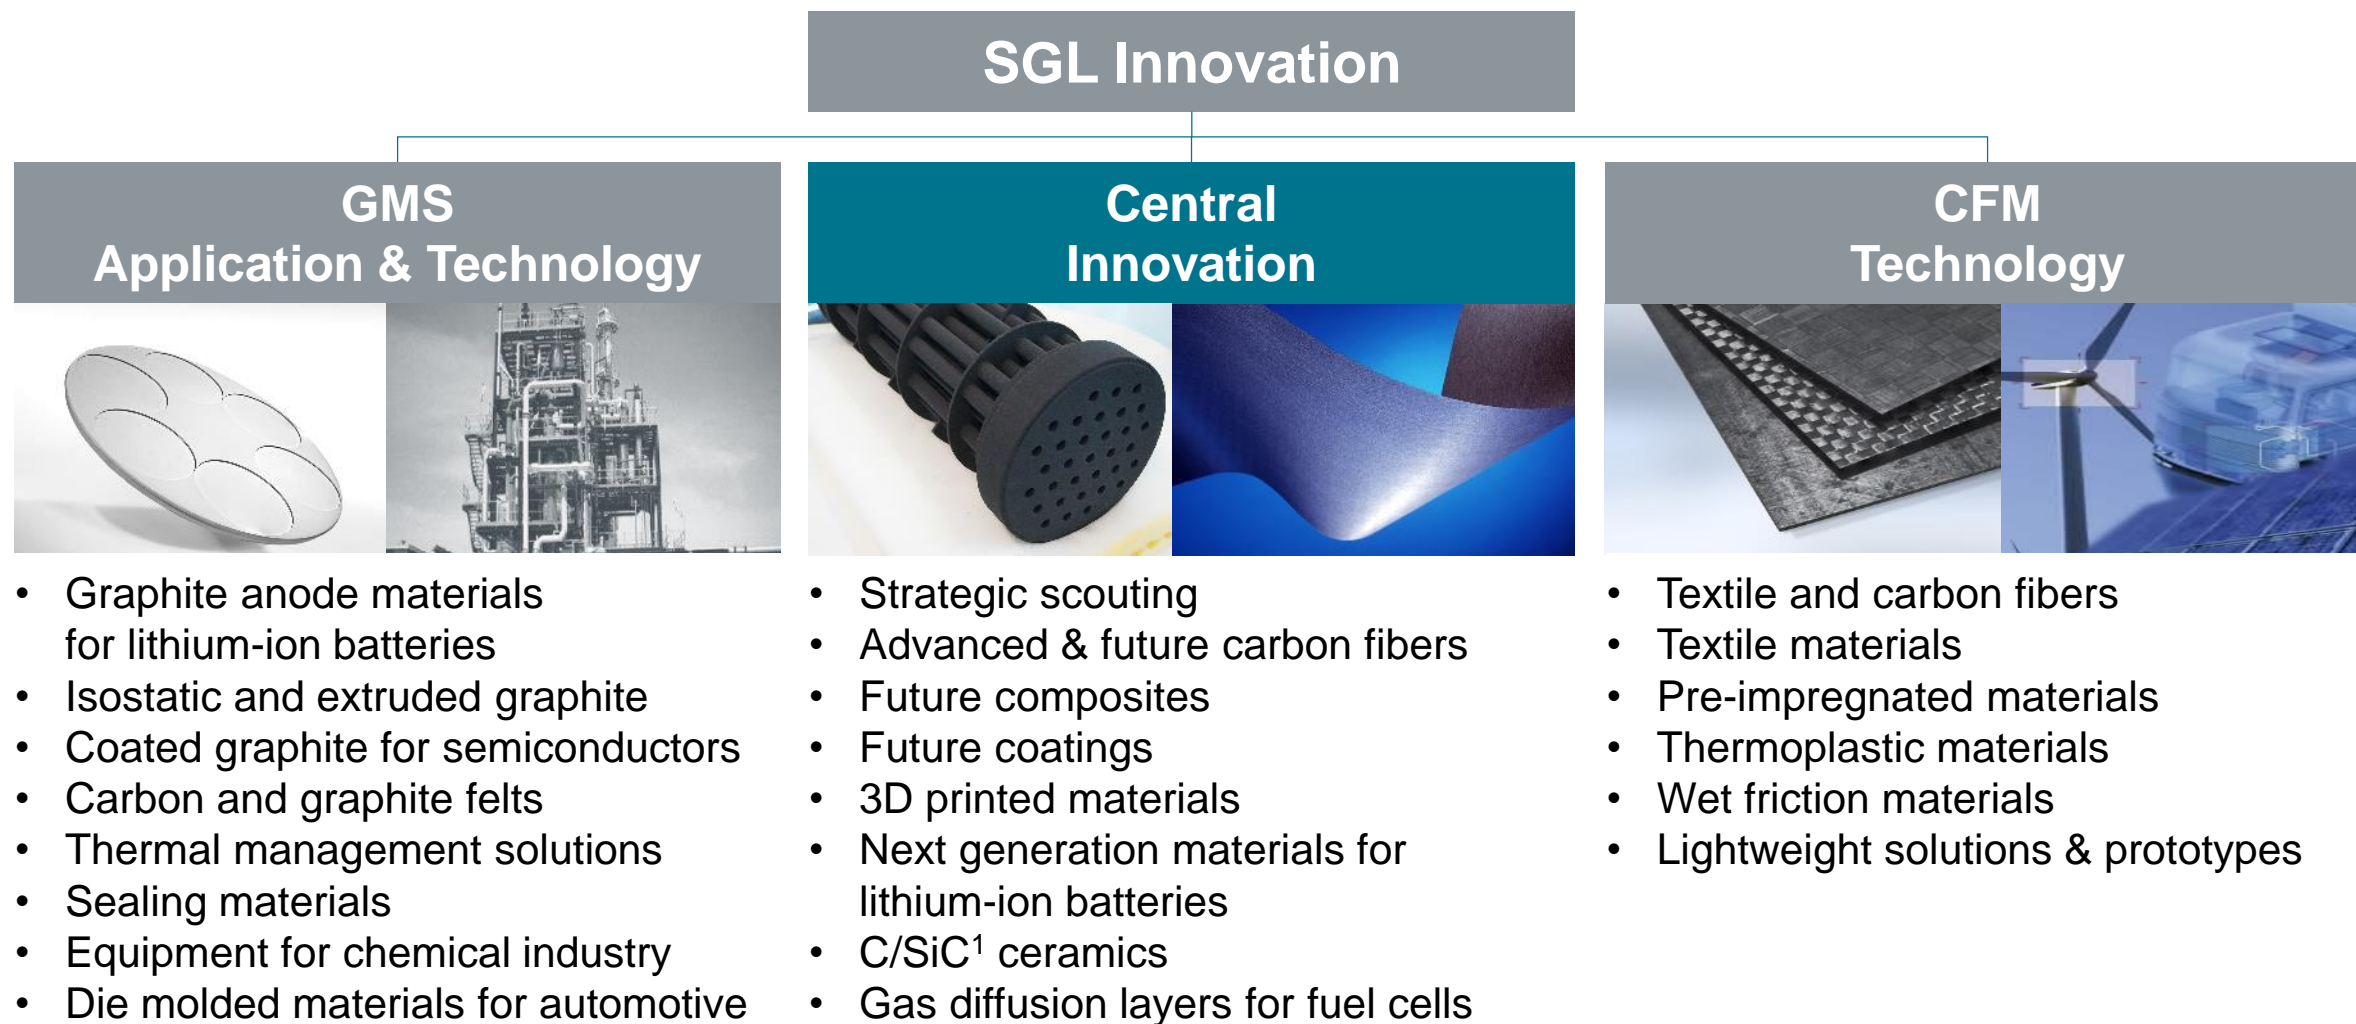 SGL Innovation
GMS
Application & Technology
Central
Innovation
CFM
Technology
• Graphite anode materials
for lithium-ion batteries
• Isostatic and extruded graphite
• Coated graphite for semiconductors
• Carbon and graphite felts
• Thermal management solutions
• Sealing materials
• Equipment for chemical industry
• Die molded materials for automotive
• Strategic scouting
• Advanced & future carbon fibers
• Future composites
• Future coatings
• 3D printed materials
• Next generation materials for
lithium-ion batteries
• C/SiC¹ ceramics
• Gas diffusion layers for fuel cells
• Textile and carbon fibers
• Textile materials
• Pre-impregnated materials
• Thermoplastic materials
• Wet friction materials
• Lightweight solutions & prototypes